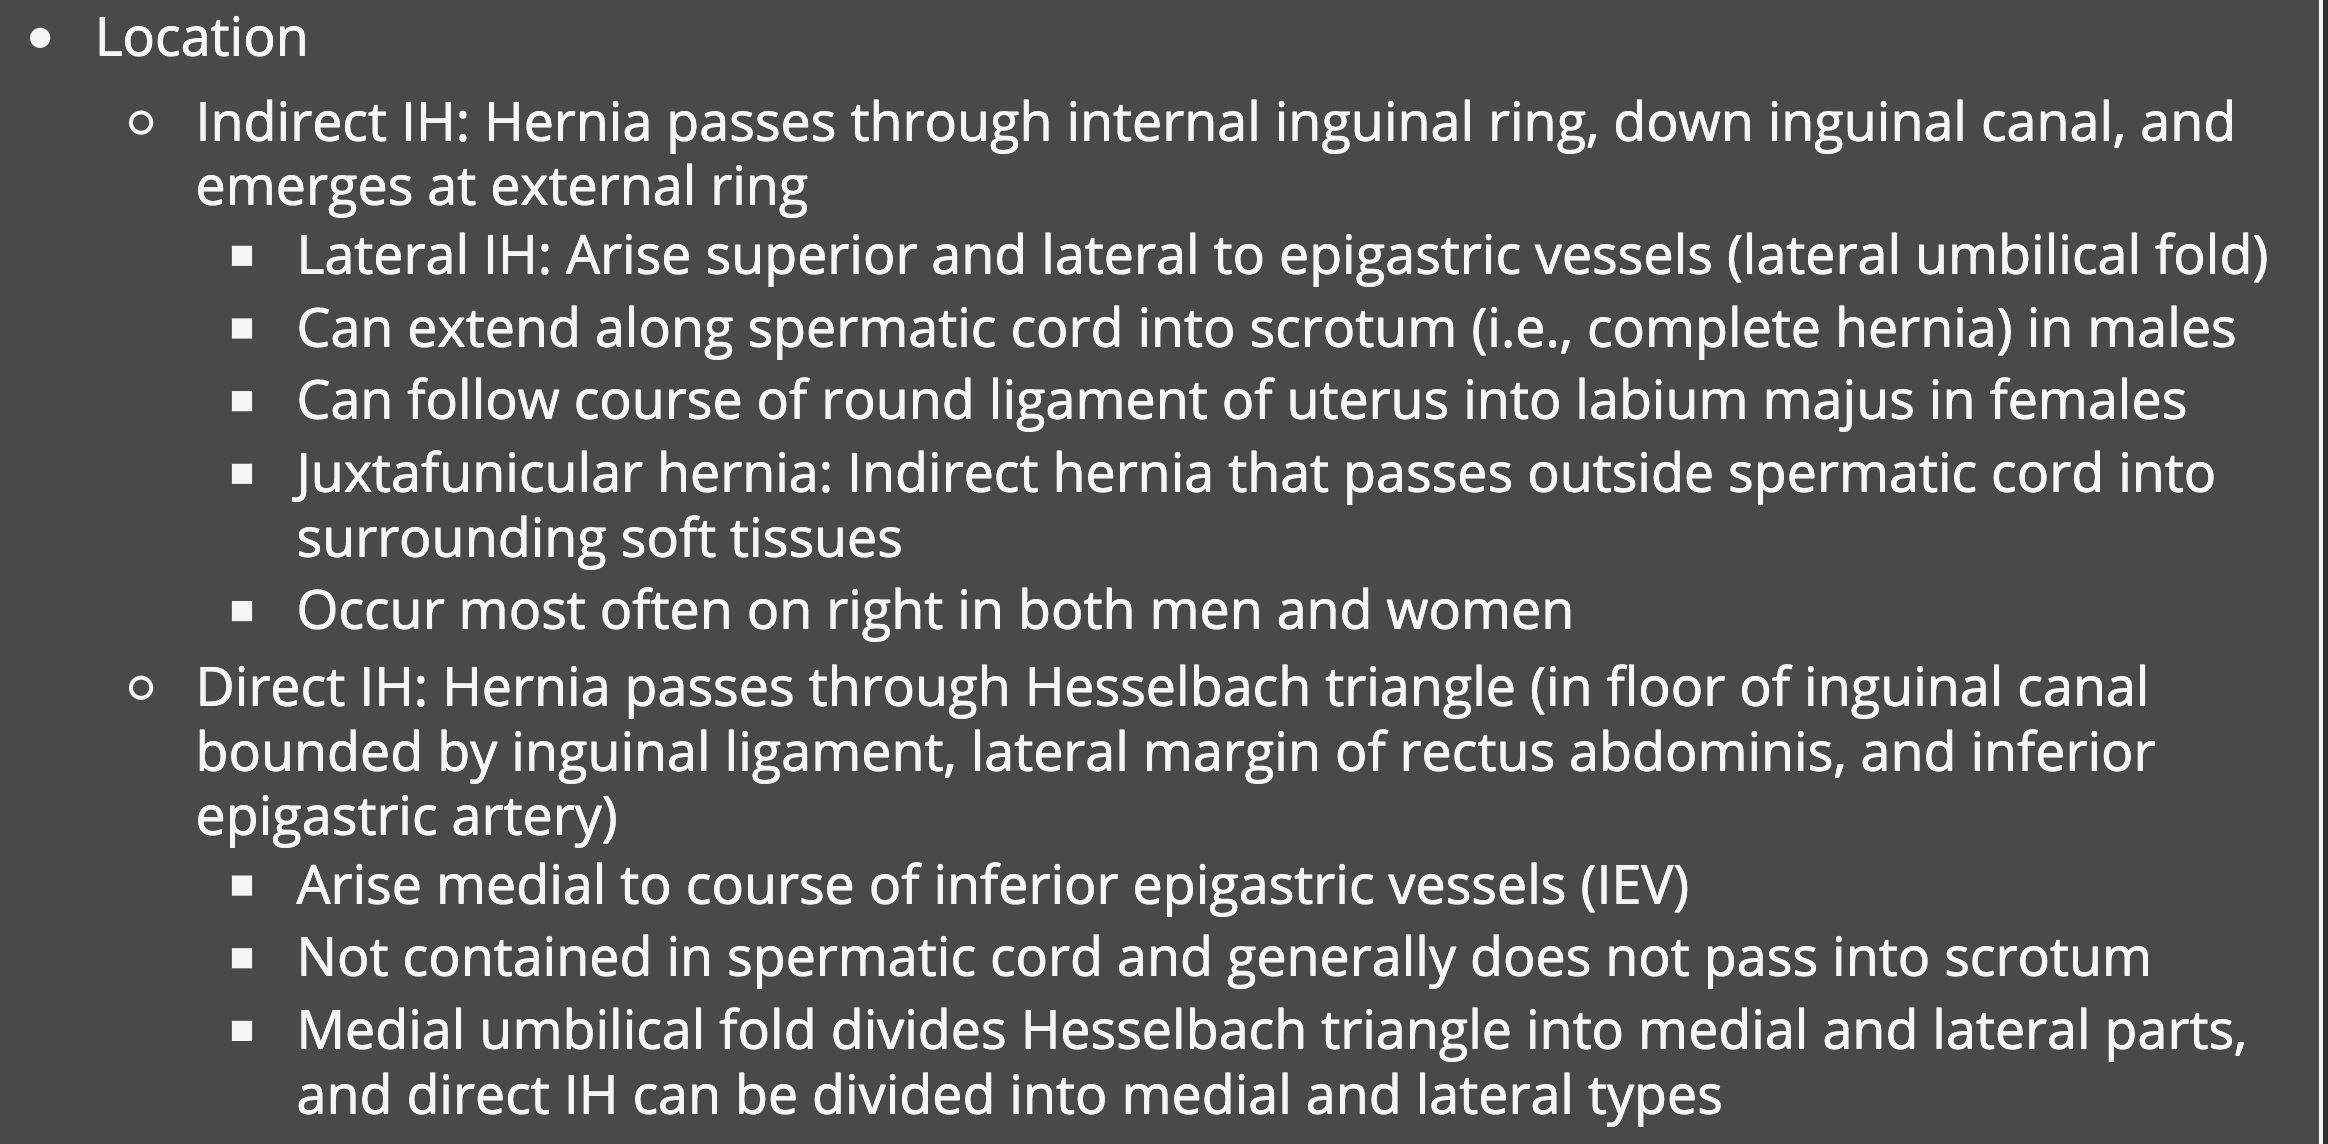 • Location
○ Indirect IH: Hernia passes through internal inguinal ring, down inguinal canal, and
emerges at external ring
▪ Lateral IH: Arise superior and lateral to epigastric vessels (lateral umbilical fold)
▪ Can extend along spermatic cord into scrotum (i.e., complete hernia) in males
▪ Can follow course of round ligament of uterus into labium majus in females
▪ Juxtafunicular hernia: Indirect hernia that passes outside spermatic cord into
surrounding soft tissues
▪ Occur most often on right in both men and women
○ Direct IH: Hernia passes through Hesselbach triangle (in floor of inguinal canal
bounded by inguinal ligament, lateral margin of rectus abdominis, and inferior
epigastric artery)
▪ Arise medial to course of inferior epigastric vessels (IEV)
▪ Not contained in spermatic cord and generally does not pass into scrotum
▪ Medial umbilical fold divides Hesselbach triangle into medial and lateral parts,
and direct IH can be divided into medial and lateral types